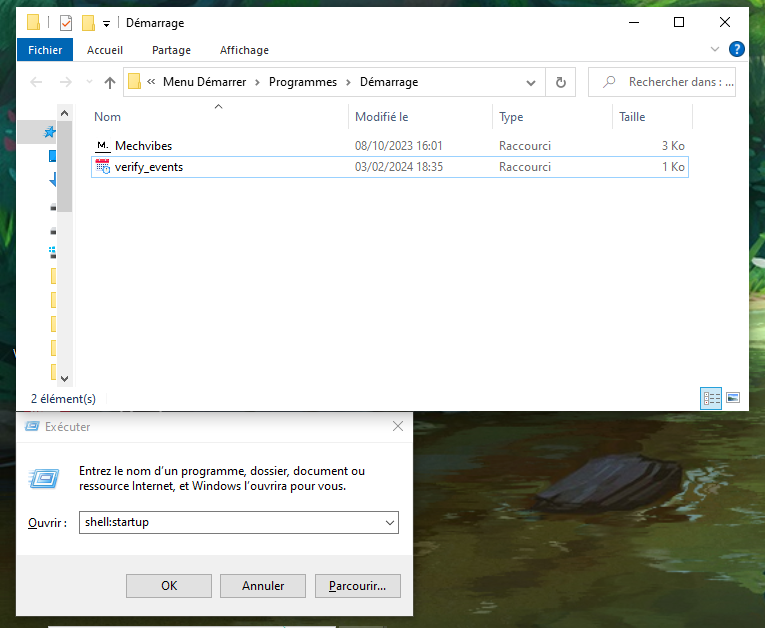 Démarrage
Fichier Accueil Partage Affichage
« Menu Démarrer > Programmes > Démarrage Rechercher dans : ...
Nom Modifié le Type Taille
M. Mechvibes 08/10/2023 16:01 Raccourci 3 Ko
verify_events 03/02/2024 18:35 Raccourci 1 Ko
2 élément(s)
Exécuter
Entrez le nom d'un programme, dossier, document ou
ressource Internet, et Windows l'ouvrira pour vous.
Ouvrir : shell:startup
OK Annuler Parcourir...